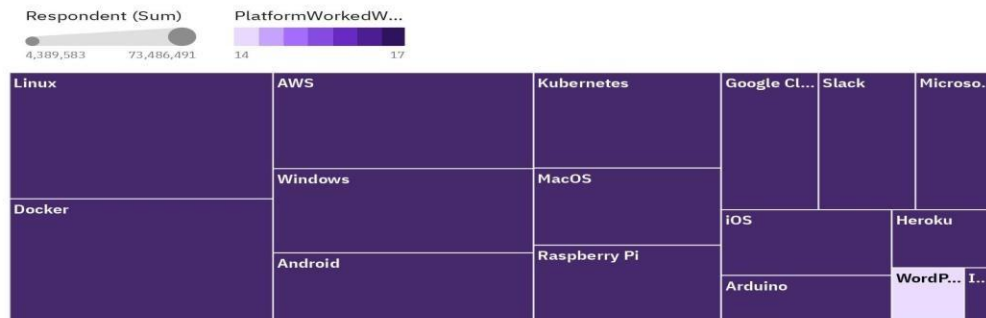 Respondent (Sum)
PlatformWorkedW...
4,389,583
73,486,491
14
17
Linux
AWS
Kubernetes
Google Cl...
Slack
Microso...
Windows
MacOS
Docker
iOS
Heroku
Raspberry Pi
Android
WordP...
I...
Arduino